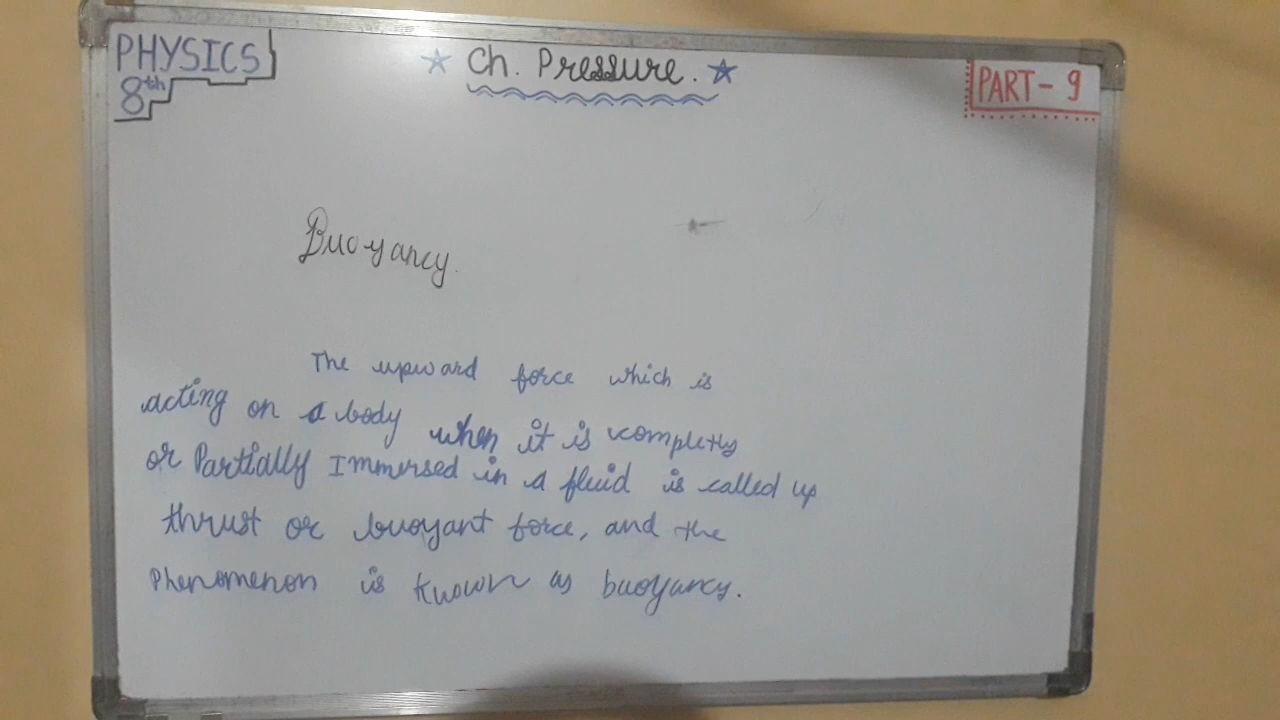 PHYSICS
8th
Ch. Pressure.
PART - 9
Buoyancy.
The upward force which is
acting on a body when it is completly
or Partially Immersed in a fluid is called up
thrust or buoyant force, and the
Phenomenon is known as buoyancy.